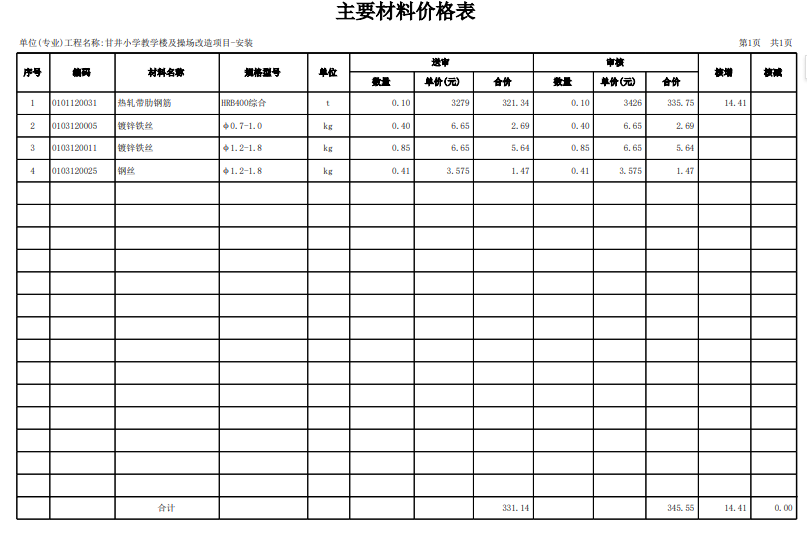 主要材料价格表
单位(专业)工程名称:甘井小学教学楼及操场改造项目-安装 第1页 共1页
序号 编码 材料名称 规格型号 单位 送审 审核 核增 核减
数量 单价(元) 合价 数量 单价(元) 合价
1 0101120031 热轧带肋钢筋 HRB400综合 t 0.10 3279 321.34 0.10 3426 335.75 14.41
2 0103120005 镀锌铁丝 φ0.7-1.0 kg 0.40 6.65 2.69 0.40 6.65 2.69
3 0103120011 镀锌铁丝 φ1.2-1.8 kg 0.85 6.65 5.64 0.85 6.65 5.64
4 0103120025 钢丝 φ1.2-1.8 kg 0.41 3.575 1.47 0.41 3.575 1.47
合计 331.14 345.55 14.41 0.00